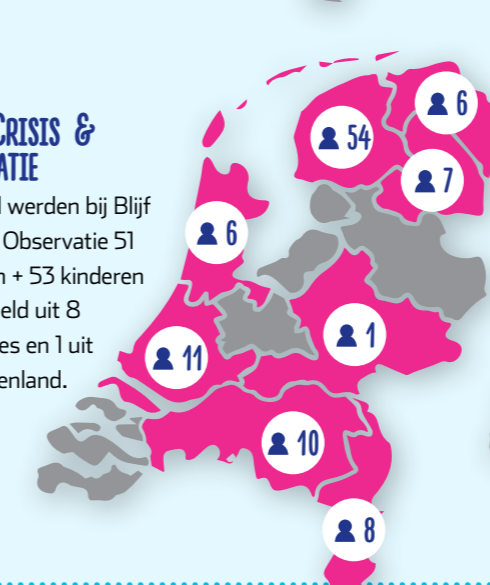 CRISIS &
ATIE
werden bij Blijf
Observatie 51
+ 53 kinderen
eld uit 8
es en 1 uit
enland.
6
54
7
6
1
11
10
8